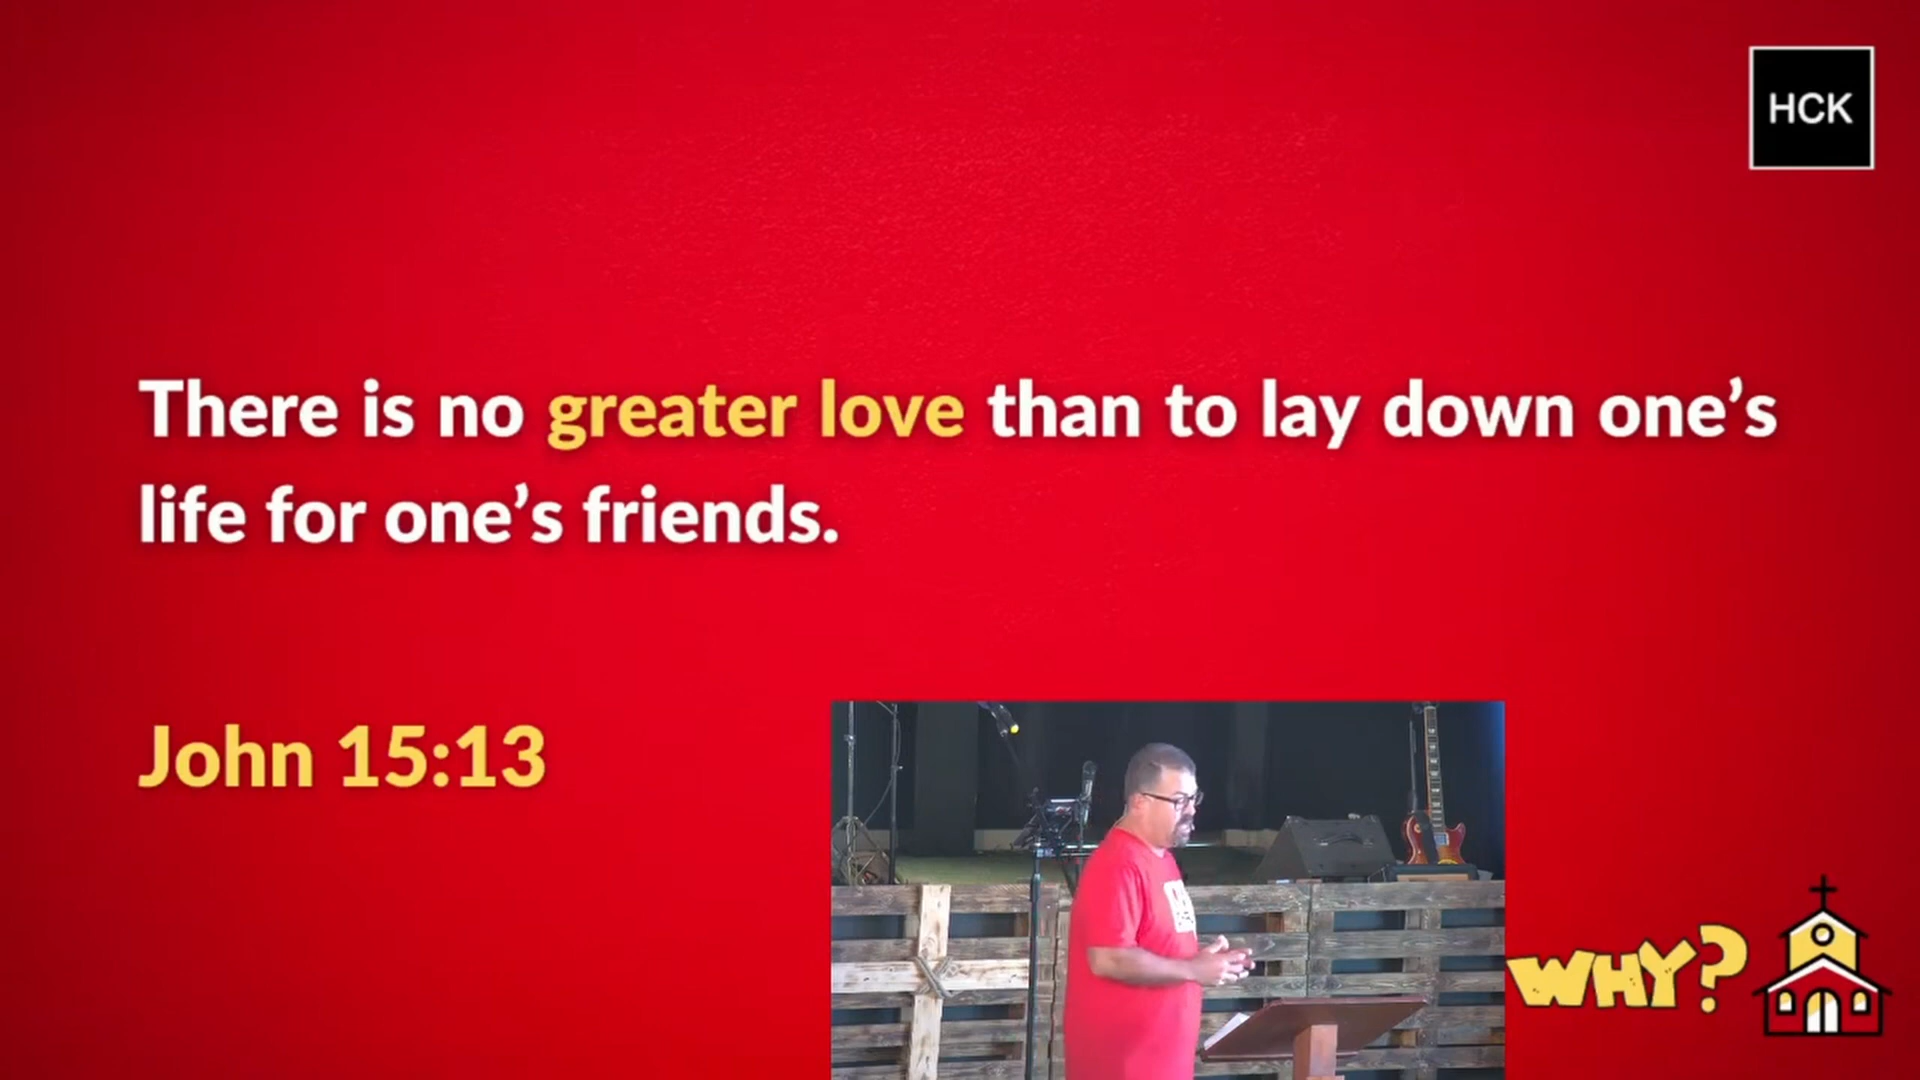 HCK
There is no greater love than to lay down one’s
life for one’s friends.
John 15:13
WHY?